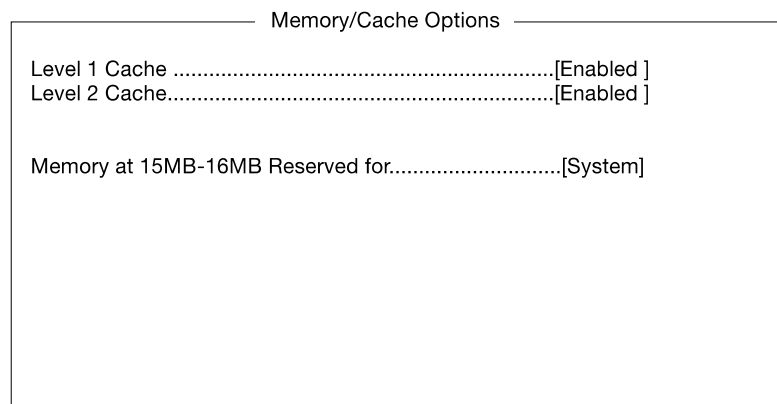 Memory/Cache Options
Level 1 Cache ................................................................[Enabled ]
Level 2 Cache.................................................................[Enabled ]
Memory at 15MB-16MB Reserved for.............................[System]